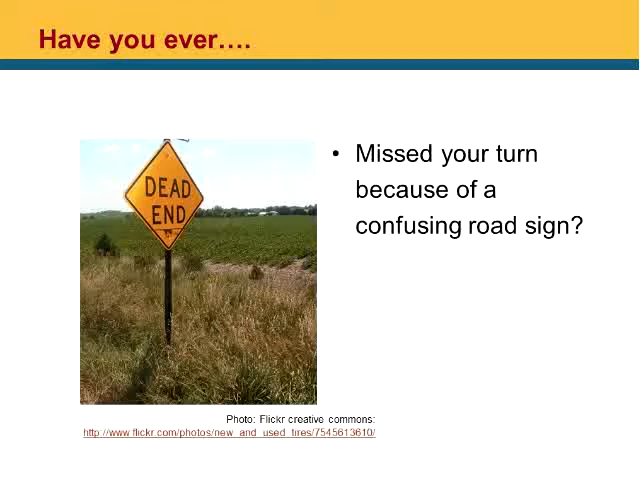 Have you ever….
• Missed your turn
because of a
confusing road sign?
DEAD
END
Photo: Flickr creative commons:
http://www.flickr.com/photos/new_and_used_tires/7545613610/